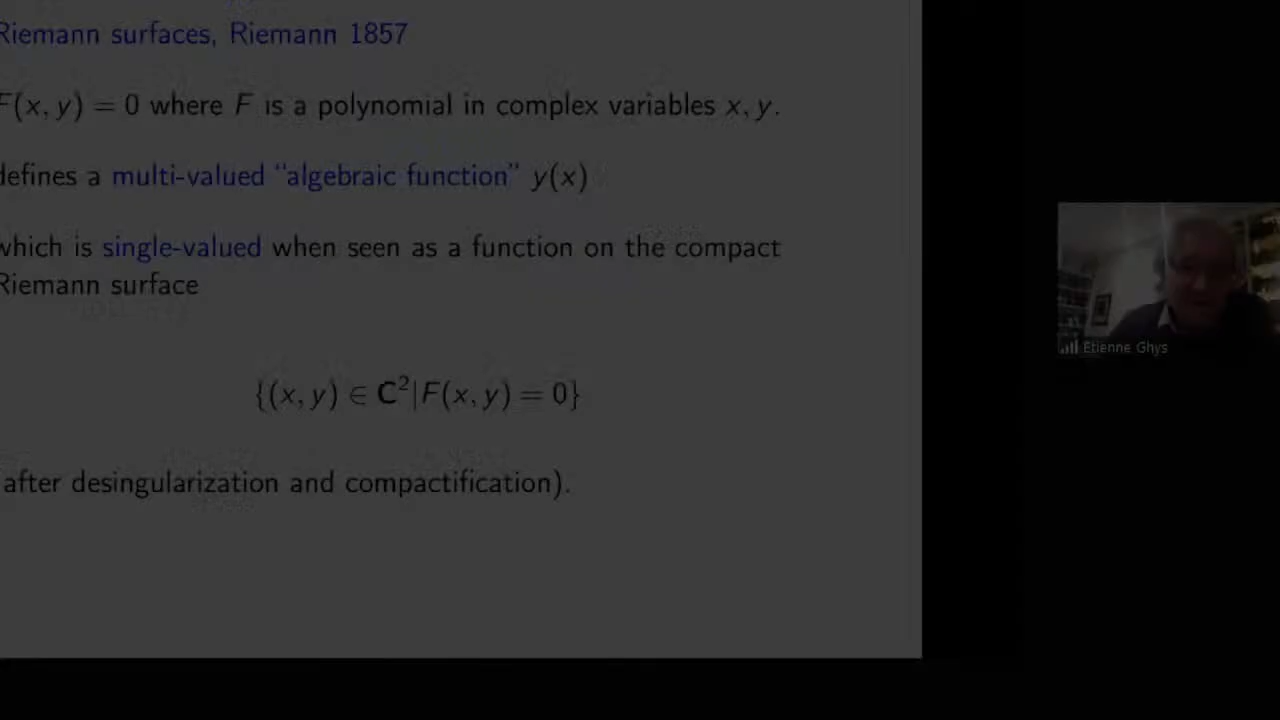 Riemann surfaces, Riemann 1857
F(x, y) = 0 where F is a polynomial in complex variables x, y.
defines a multi-valued “algebraic function” y(x)
which is single-valued when seen as a function on the compact
Riemann surface
{(x, y) ∈ C²|F(x, y) = 0}
after desingularization and compactification).
Etienne Ghys